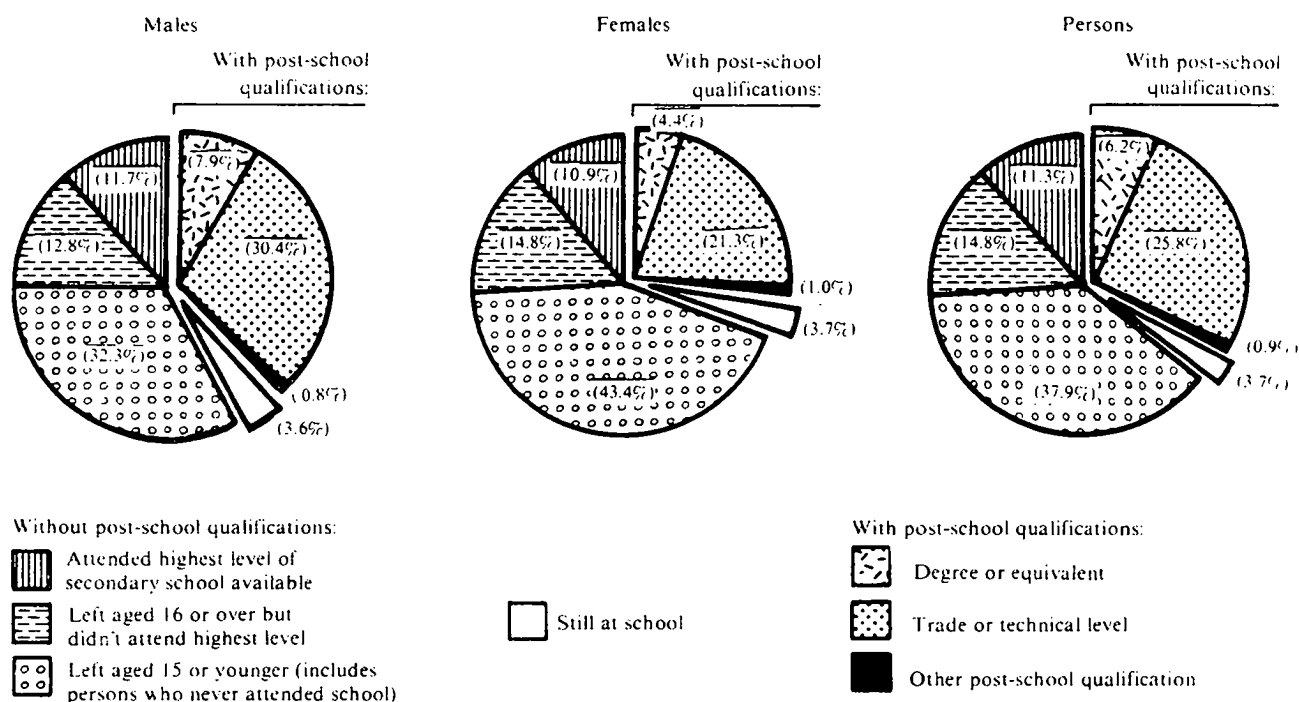 Males
With post-school
qualifications:
(7.9%)
(11.7%)
(12.8%)
(30.4%)
(32.3%)
(0.8%)
(3.6%)
Females
With post-school
qualifications:
(4.4%)
(10.9%)
(14.8%)
(21.3%)
(1.0%)
(3.7%)
(43.4%)
Persons
With post-school
qualifications:
(6.2%)
(11.3%)
(14.8%)
(25.8%)
(0.9%)
(3.7%)
(37.9%)
Without post-school qualifications:
Attended highest level of
secondary school available
Left aged 16 or over but
didn't attend highest level
Left aged 15 or younger (includes
persons who never attended school)
Still at school
With post-school qualifications:
Degree or equivalent
Trade or technical level
Other post-school qualification